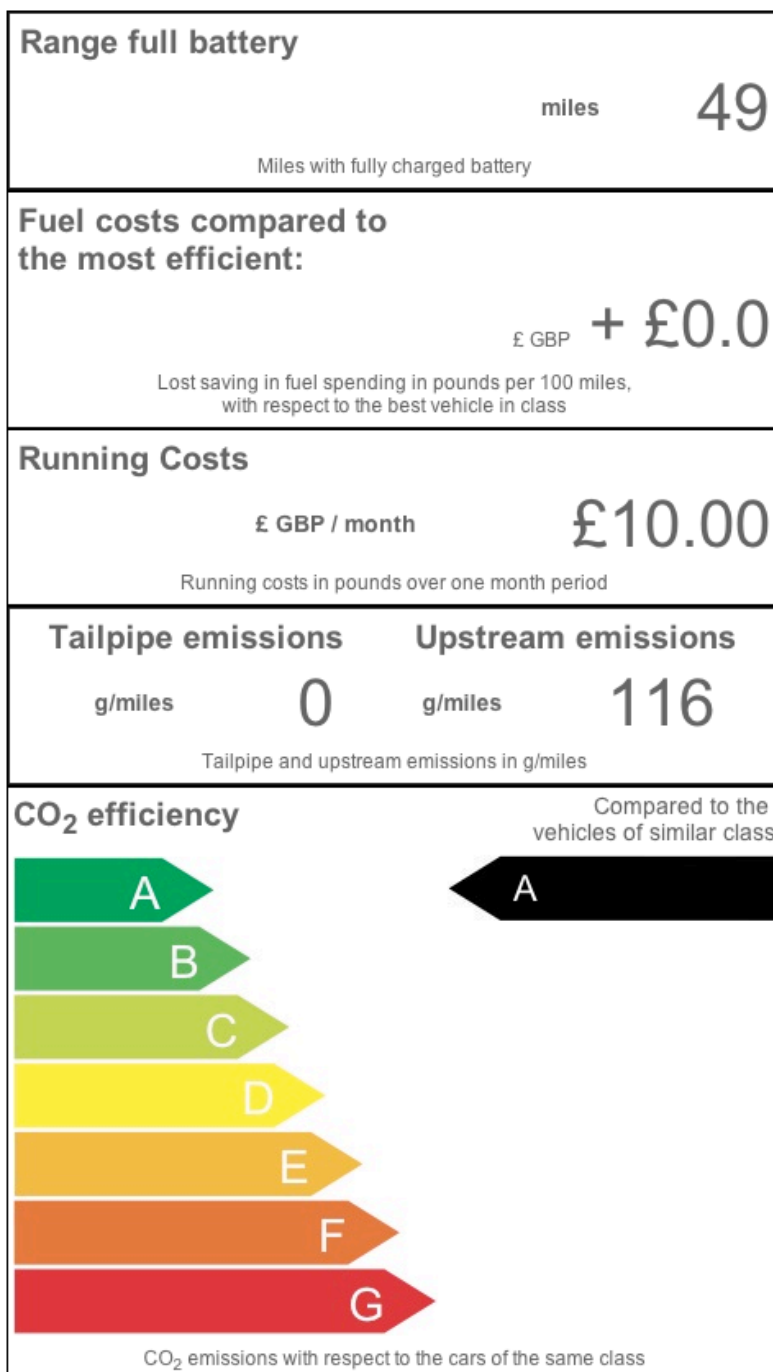 Range full battery
miles 49
Miles with fully charged battery
Fuel costs compared to
the most efficient:
£ GBP + £0.0
Lost saving in fuel spending in pounds per 100 miles,
with respect to the best vehicle in class
Running Costs
£ GBP / month £10.00
Running costs in pounds over one month period
Tailpipe emissions Upstream emissions
g/miles 0 g/miles 116
Tailpipe and upstream emissions in g/miles
CO₂ efficiency
Compared to the
vehicles of similar class
A A
B
C
D
E
F
G
CO₂ emissions with respect to the cars of the same class